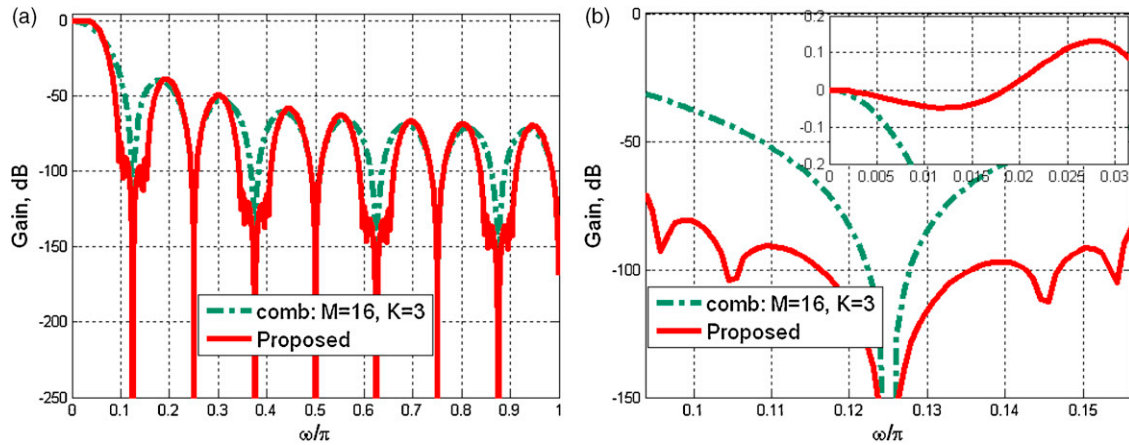 (a)
0
-50
-100
-150
-200
-250
Gain, dB
comb: M=16, K=3
Proposed
0 0.1 0.2 0.3 0.4 0.5 0.6 0.7 0.8 0.9 1
ω/π
(b)
0
-50
-100
-150
Gain, dB
0.2
0.1
0
-0.1
0.2
0 0.005 0.01 0.015 0.02 0.025 0.03
comb: M=16, K=3
Proposed
0.1 0.11 0.12 0.13 0.14 0.15
ω/π